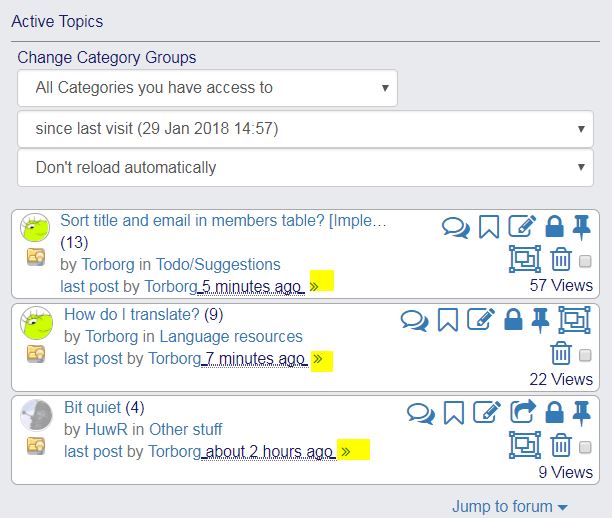 Active Topics
Change Category Groups
All Categories you have access to
since last visit (29 Jan 2018 14:57)
Don't reload automatically
Sort title and email in members table? [Imple...
(13)
by Torborg in Todo/Suggestions
last post by Torborg 5 minutes ago »
57 Views
How do I translate? (9)
by Torborg in Language resources
last post by Torborg 7 minutes ago »
22 Views
Bit quiet (4)
by HuwR in Other stuff
last post by Torborg about 2 hours ago »
9 Views
Jump to forum